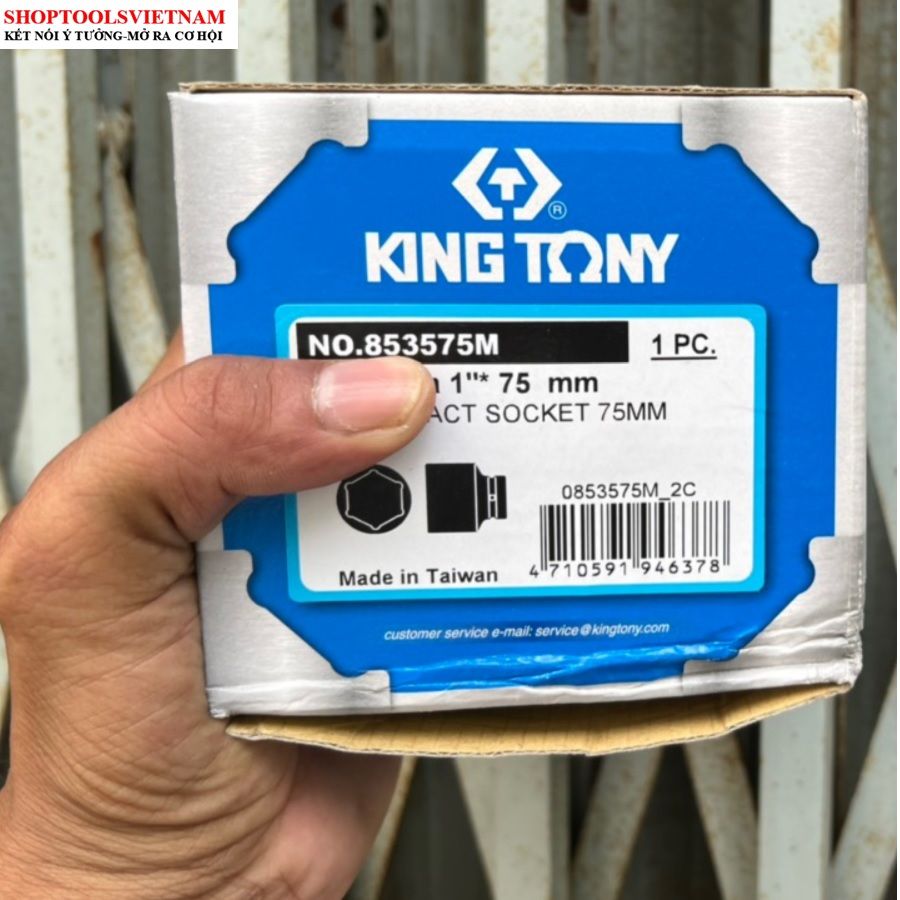 SHOPTOOLSVIETNAM
KẾT NỐI Ý TƯỞNG-MỞ RA CƠ HỘI
®
KING TONY
NO.853575M
1 PC.
1"* 75 mm
SOCKET 75MM
0853575M_2C
4 710591 946378
Made in Taiwan
customer service e-mail: service@kingtony.com